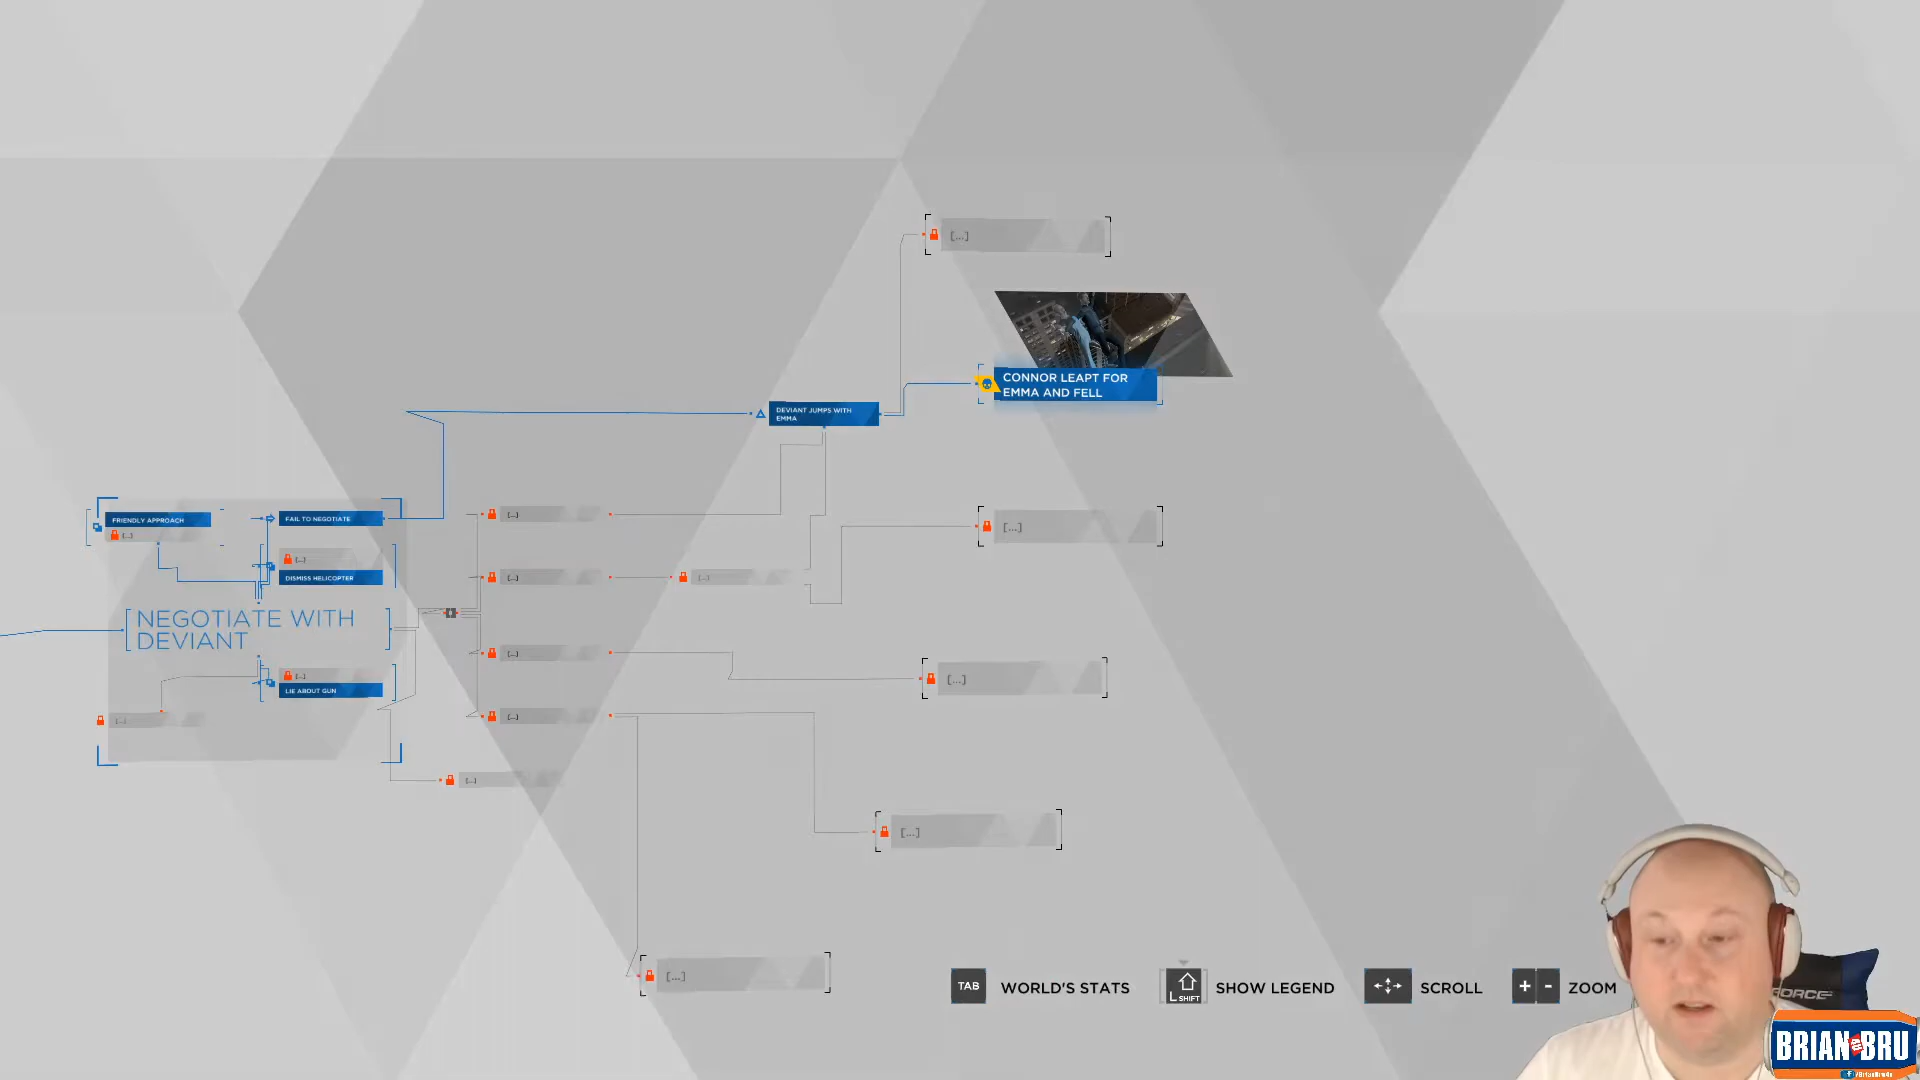 [...]
CONNOR LEAPT FOR
EMMA AND FELL
DEVIANT JUMPS WITH
EMMA
FRIENDLY APPROACH
[...]
FAIL TO NEGOTIATE
[...]
DISMISS HELICOPTER
NEGOTIATE WITH
DEVIANT
[...]
LIE ABOUT GUN
[...]
[...]
[...]
[...]
[...]
[...]
[...]
[...]
[...]
[...]
[...]
TAB WORLD'S STATS
L SHIFT SHOW LEGEND
SCROLL
+ - ZOOM
FORCE
BRIAN BRU